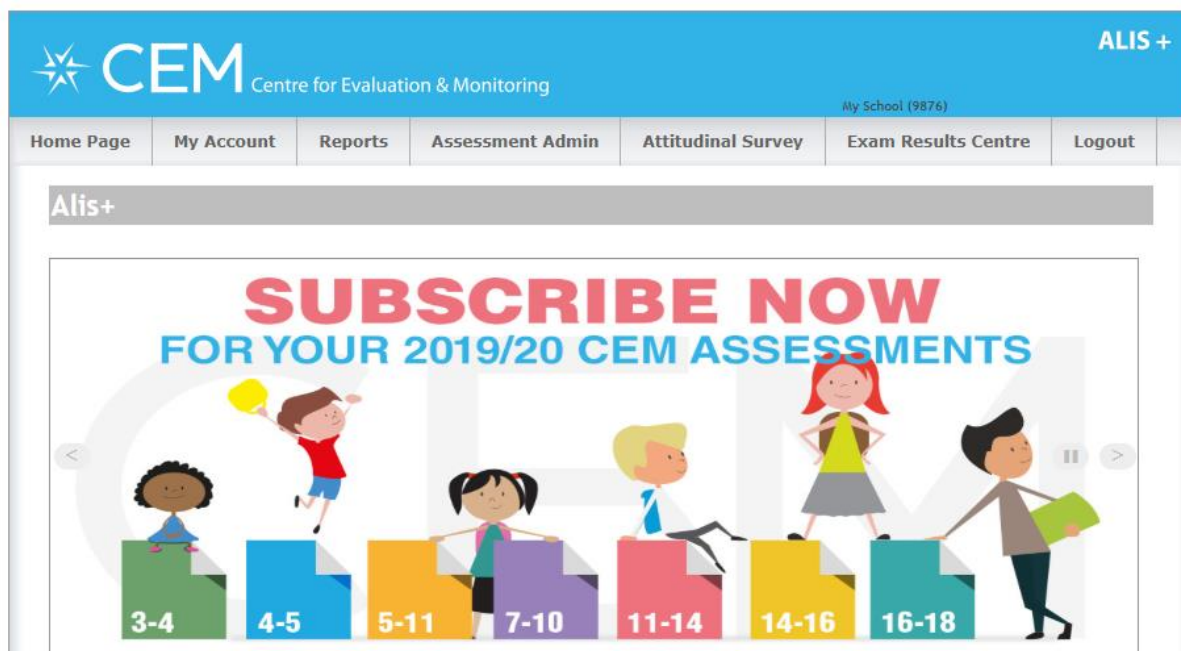 ALIS +
CEM Centre for Evaluation & Monitoring
My School (9876)
Home Page My Account Reports Assessment Admin Attitudinal Survey Exam Results Centre Logout
Alis+
SUBSCRIBE NOW
FOR YOUR 2019/20 CEM ASSESSMENTS
CEM
< >
3-4 4-5 5-11 7-10 11-14 14-16 16-18